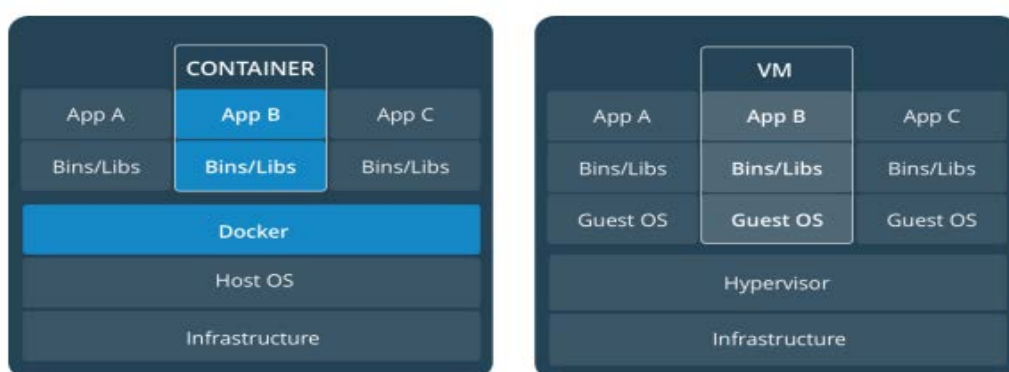 CONTAINER
App A App B App C
Bins/Libs Bins/Libs Bins/Libs
Docker
Host OS
Infrastructure
VM
App A App B App C
Bins/Libs Bins/Libs Bins/Libs
Guest OS Guest OS Guest OS
Hypervisor
Infrastructure